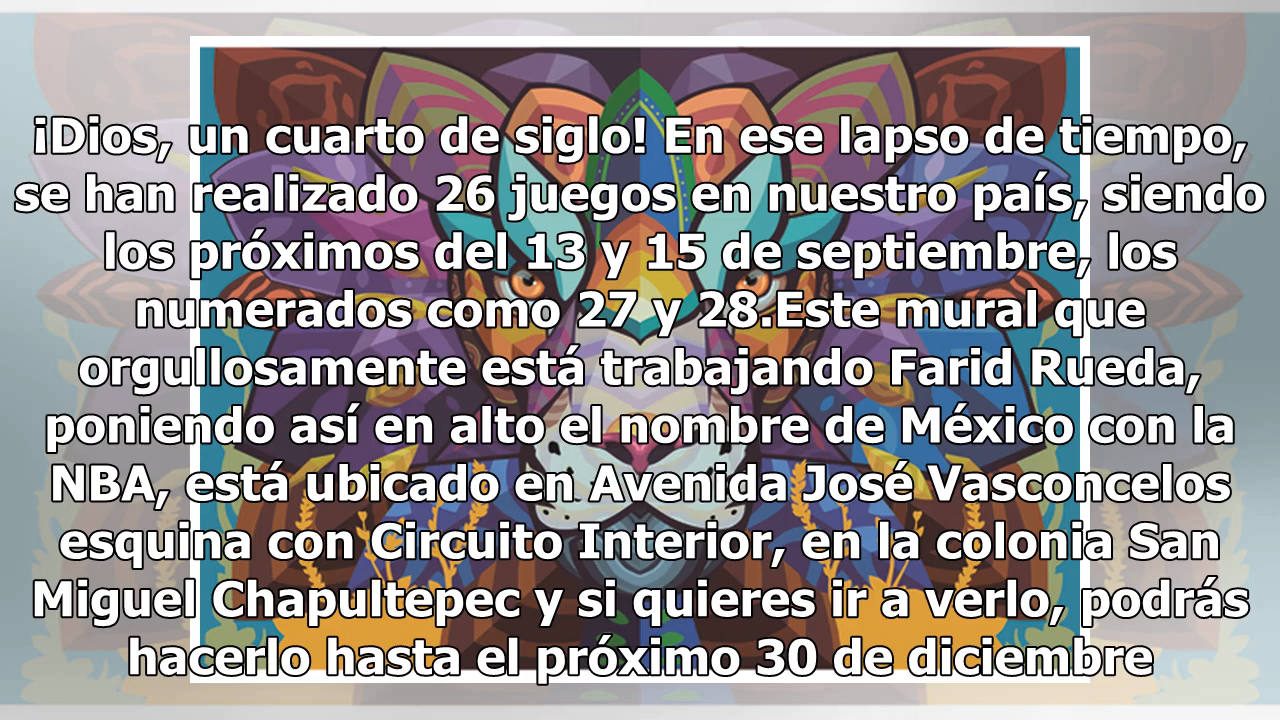 ¡Dios, un cuarto de siglo! En ese lapso de tiempo,
se han realizado 26 juegos en nuestro país, siendo
los próximos del 13 y 15 de septiembre, los
numerados como 27 y 28.Este mural que
orgullosamente está trabajando Farid Rueda,
poniendo así en alto el nombre de México con la
NBA, está ubicado en Avenida José Vasconcelos
esquina con Circuito Interior, en la colonia San
Miguel Chapultepec y si quieres ir a verlo, podrás
hacerlo hasta el próximo 30 de diciembre